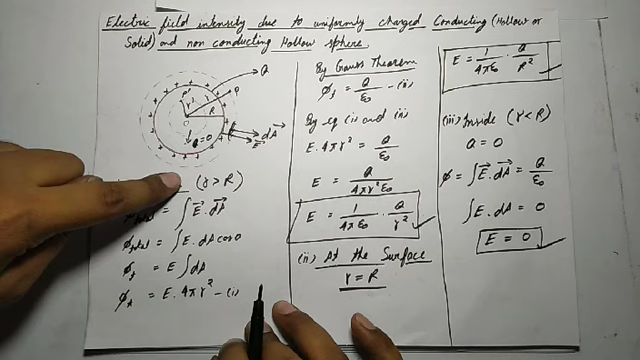 Electric field intensity due to uniformly charged Conducting (Hollow or
Solid) and non conducting Hollow sphere
Q
P
P'
r'
r
R
O
Q=0
dA
E
(r > R)
= ∫E.dA
ϕtotal = ∫E.dA cos0
ϕt = E∫dA
ϕt = E.4πr² – (i)
By Gauss Theorem
ϕt = Q/ε0 – (ii)
By eq (i) and (ii)
E.4πr² = Q/ε0
E = Q/4πr²ε0
E = 1/4πε0 . Q/r²
(ii) At the Surface
r = R
E = 1/4πε0 . Q/R²
(iii) Inside (r<R)
Q = 0
ϕ = ∫E.dA = Q/ε0
∫E.dA = 0
E = 0